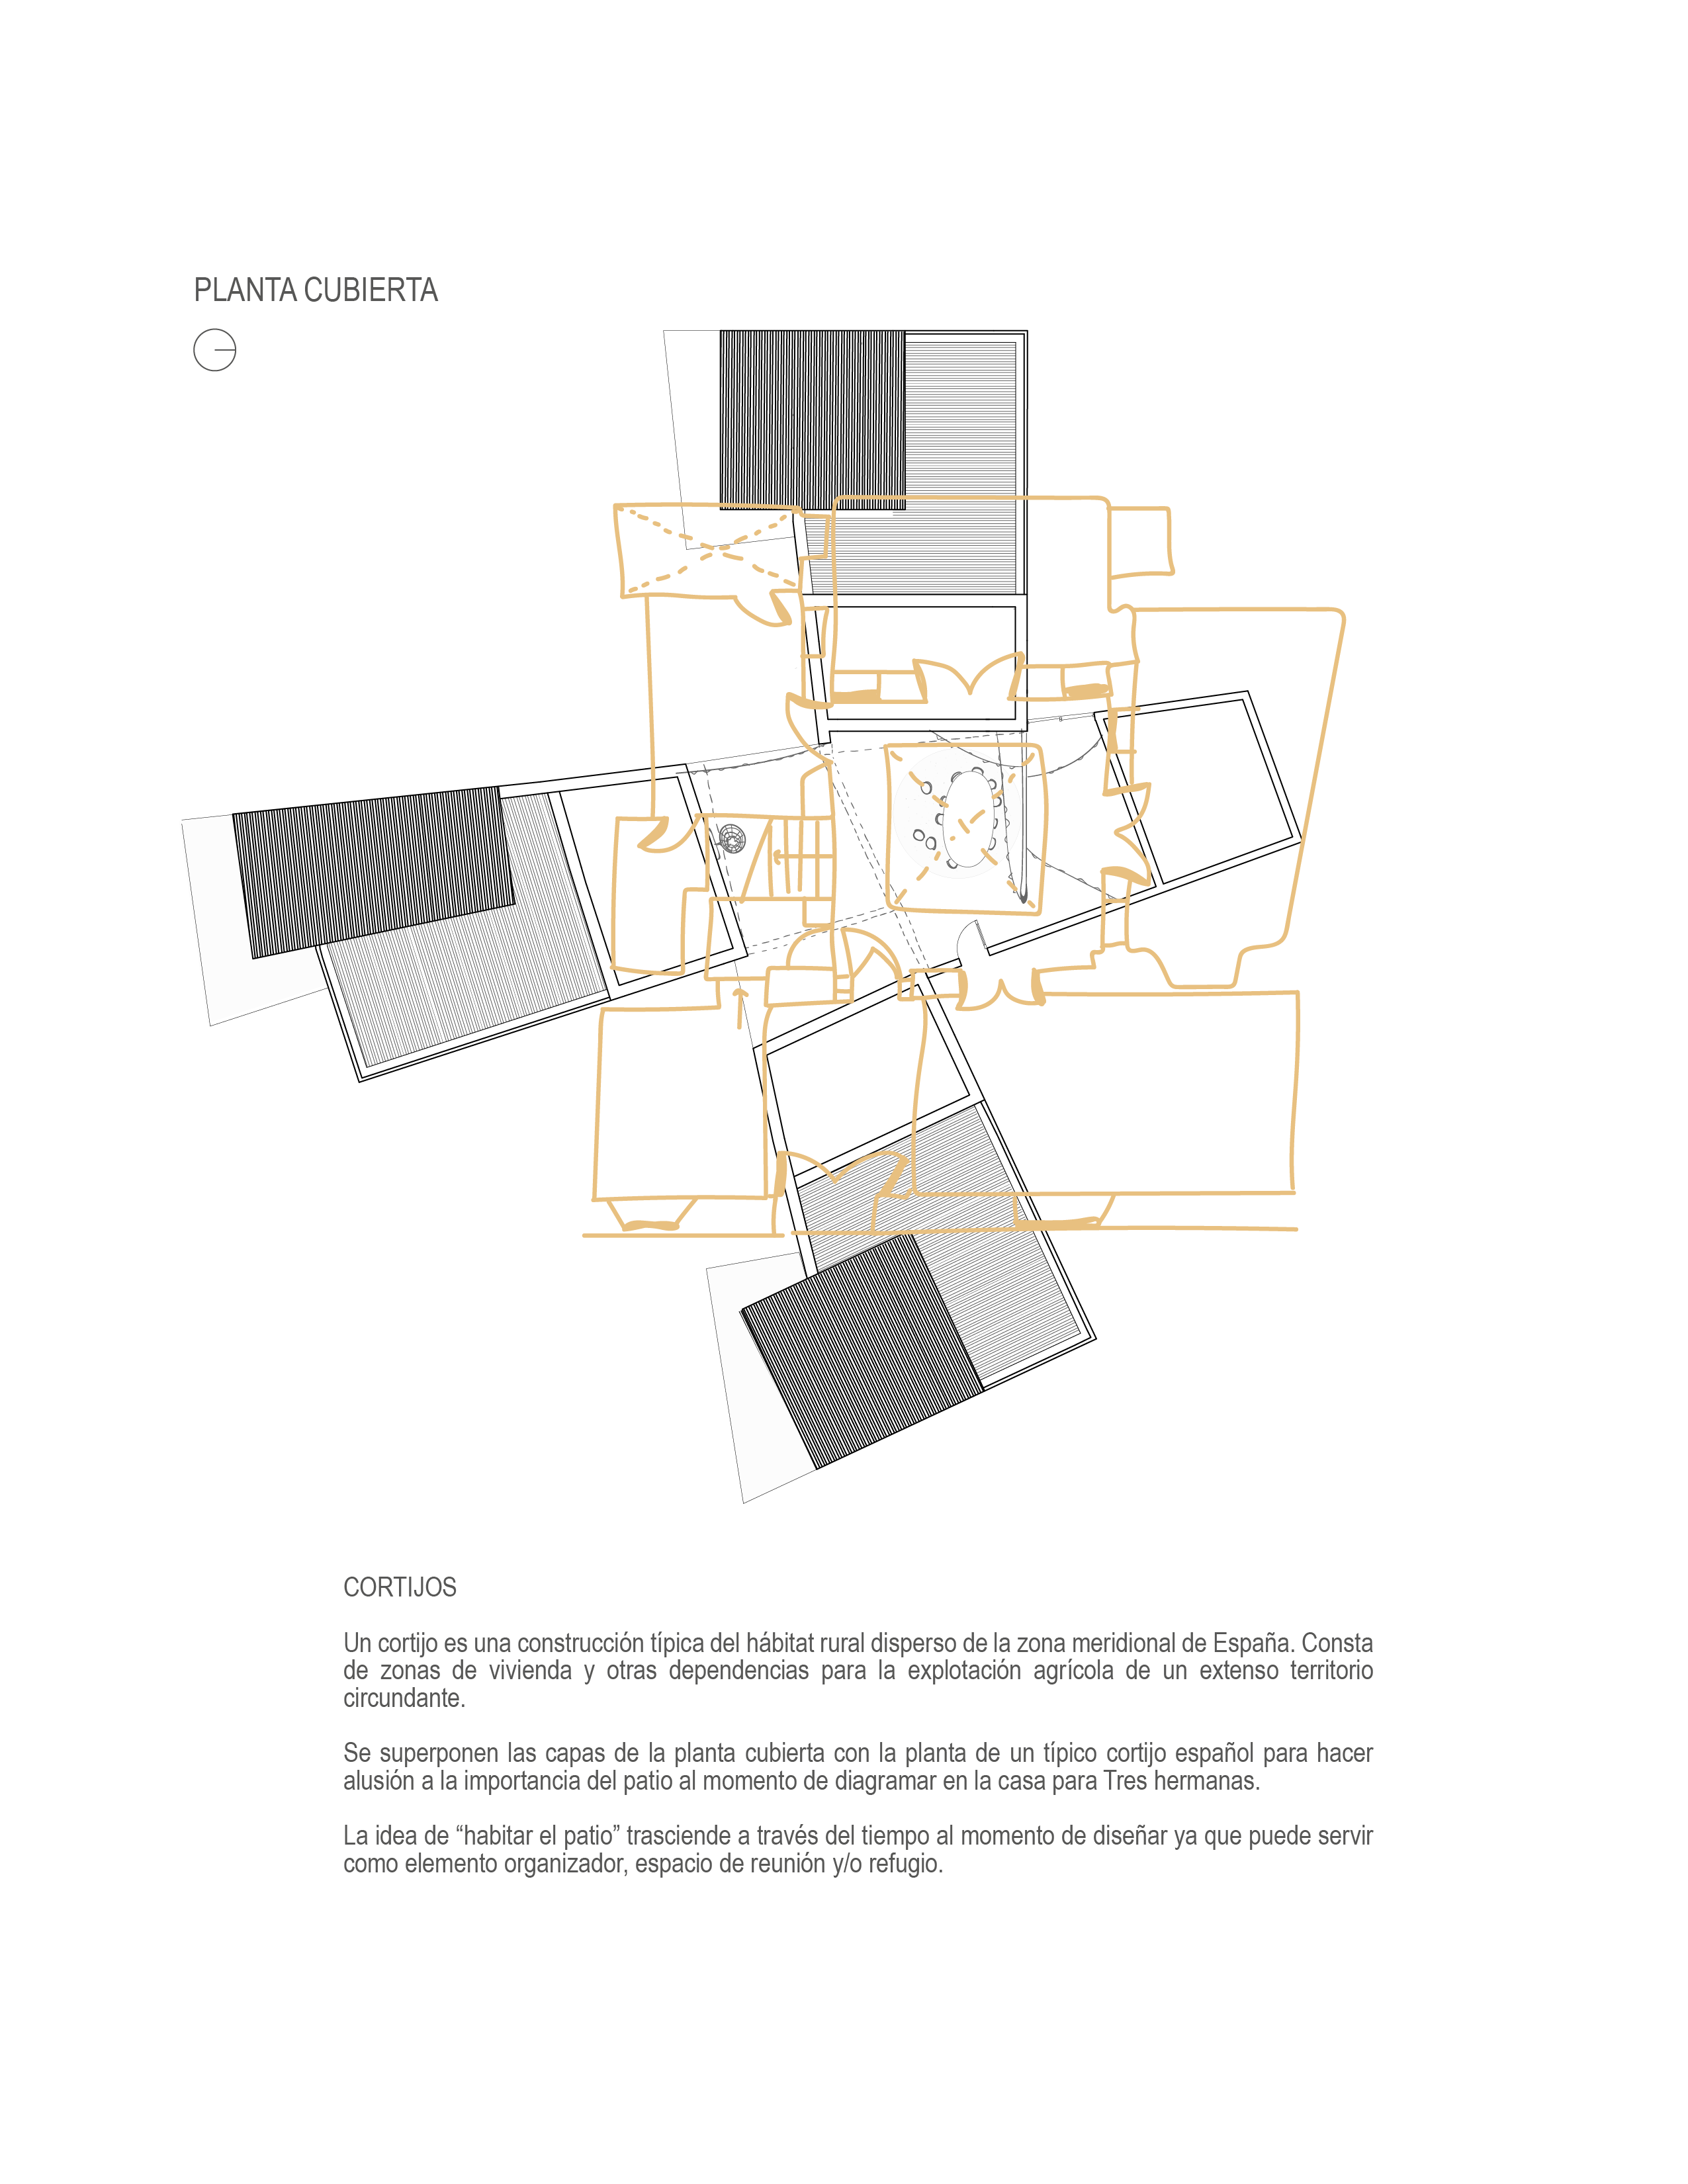 PLANTA CUBIERTA
CORTIJOS
Un cortijo es una construcción típica del hábitat rural disperso de la zona meridional de España. Consta
de zonas de vivienda y otras dependencias para la explotación agrícola de un extenso territorio
circundante.
Se superponen las capas de la planta cubierta con la planta de un típico cortijo español para hacer
alusión a la importancia del patio al momento de diagramar en la casa para Tres hermanas.
La idea de “habitar el patio” trasciende a través del tiempo al momento de diseñar ya que puede servir
como elemento organizador, espacio de reunión y/o refugio.